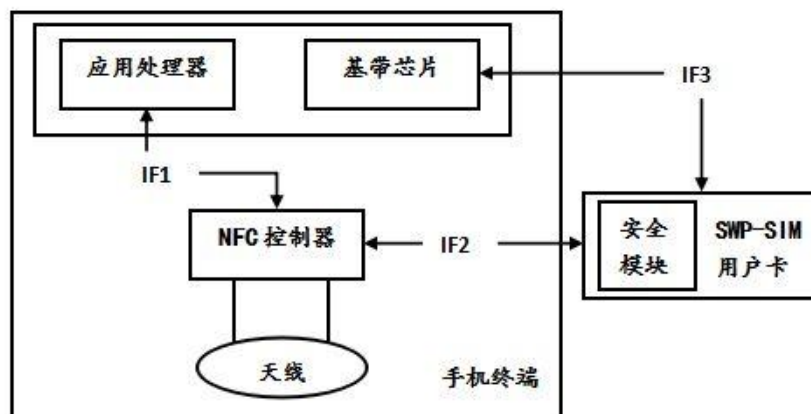 应用处理器
基带芯片
IF3
IF1
NFC控制器
IF2
安全
模块
SWP-SIM
用户卡
天线
手机终端